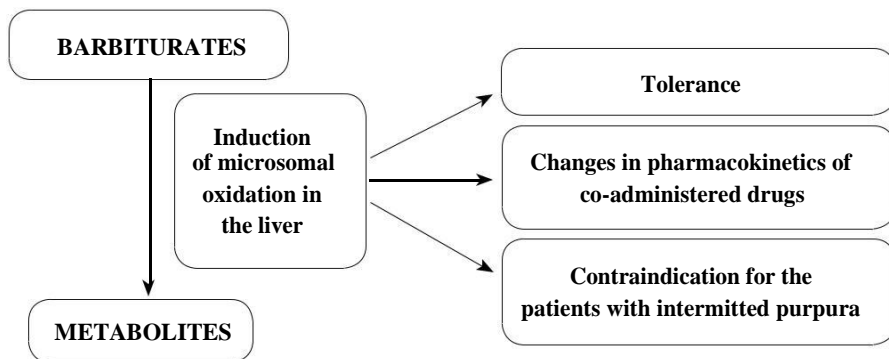 BARBITURATES
Induction
of microsomal
oxidation in
the liver
METABOLITES
Tolerance
Changes in pharmacokinetics of
co-administered drugs
Contraindication for the
patients with intermitted purpura